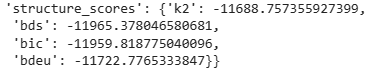 'structure_scores': {'k2': -11688.757355927399,
'bds': -11965.378046580681,
'bic': -11959.818775040096,
'bdeu': -11722.7765333847}}